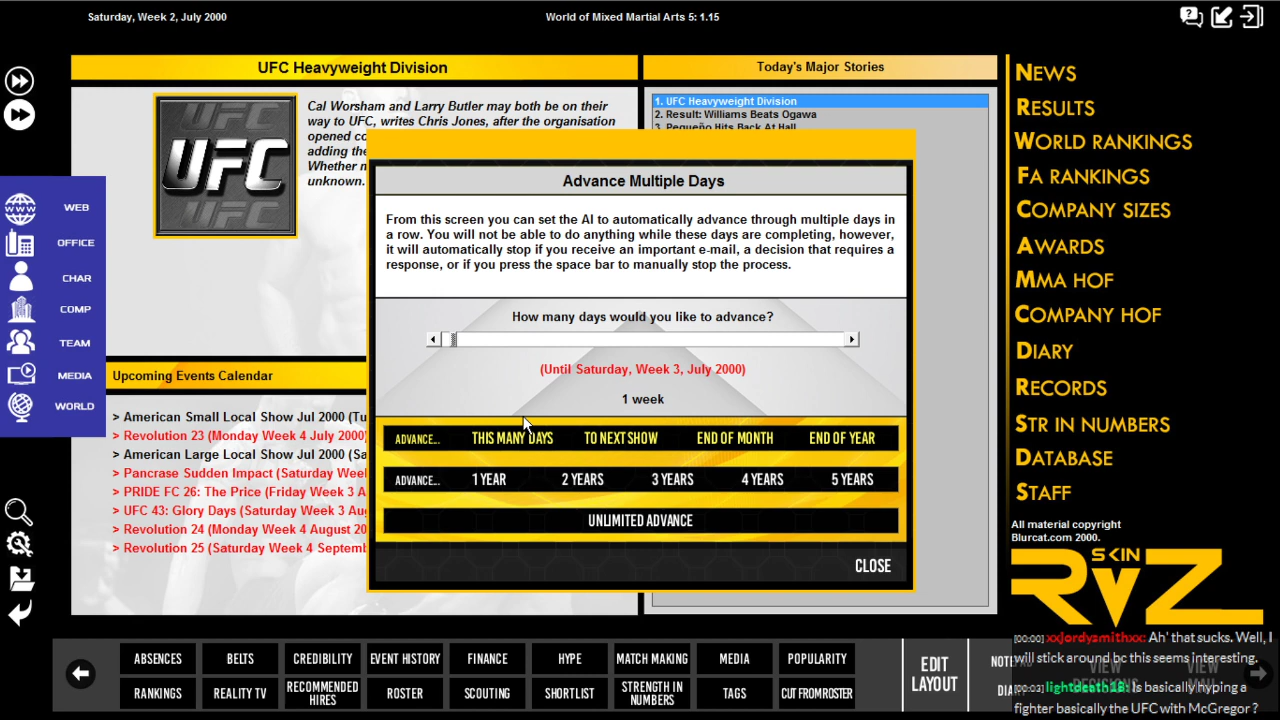 Saturday, Week 2, July 2000
World of Mixed Martial Arts 5: 1.15
UFC Heavyweight Division
Today's Major Stories
UFC
UFC
UFC
Cal Worsham and Larry Butler may both be on their
way to UFC, writes Chris Jones, after the organisation
opened co
adding the
Whether n
unknown.
1. UFC Heavyweight Division
2. Result: Williams Beats Ogawa
3. Pequeño Hits Back At Hall
WEB
OFFICE
CHAR
COMP
TEAM
MEDIA
WORLD
Advance Multiple Days
From this screen you can set the AI to automatically advance through multiple days in
a row. You will not be able to do anything while these days are completing, however,
it will automatically stop if you receive an important e-mail, a decision that requires a
response, or if you press the space bar to manually stop the process.
How many days would you like to advance?
(Until Saturday, Week 3, July 2000)
1 week
ADVANCE... THIS MANY DAYS TO NEXT SHOW END OF MONTH END OF YEAR
ADVANCE... 1 YEAR 2 YEARS 3 YEARS 4 YEARS 5 YEARS
UNLIMITED ADVANCE
CLOSE
Upcoming Events Calendar
> American Small Local Show Jul 2000 (Tu
> Revolution 23 (Monday Week 4 July 2000)
> American Large Local Show Jul 2000 (Sa
> Pancrase Sudden Impact (Saturday Wee
> PRIDE FC 26: The Price (Friday Week 3 A
> UFC 43: Glory Days (Saturday Week 3 Au
> Revolution 24 (Monday Week 4 August 20
> Revolution 25 (Saturday Week 4 Septemb
NEWS
RESULTS
WORLD RANKINGS
FA RANKINGS
COMPANY SIZES
AWARDS
MMA HOF
COMPANY HOF
DIARY
RECORDS
STR IN NUMBERS
DATABASE
STAFF
All material copyright
Blurcat.com 2000.
SKIN
RVZ
ABSENCES BELTS CREDIBILITY EVENT HISTORY FINANCE HYPE MATCH MAKING MEDIA POPULARITY
RANKINGS REALITY TV RECOMMENDED HIRES ROSTER SCOUTING SHORTLIST STRENGTH IN NUMBERS TAGS CUT FROM ROSTER
EDIT
LAYOUT
VIEW
VIEW
[00:00] xxJordysmithxx: Ah' that sucks. Well, I
will stick around bc this seems interesting.
[00:03] lightdeath18: Is basically hyping a
fighter basically the UFC with McGregor ?